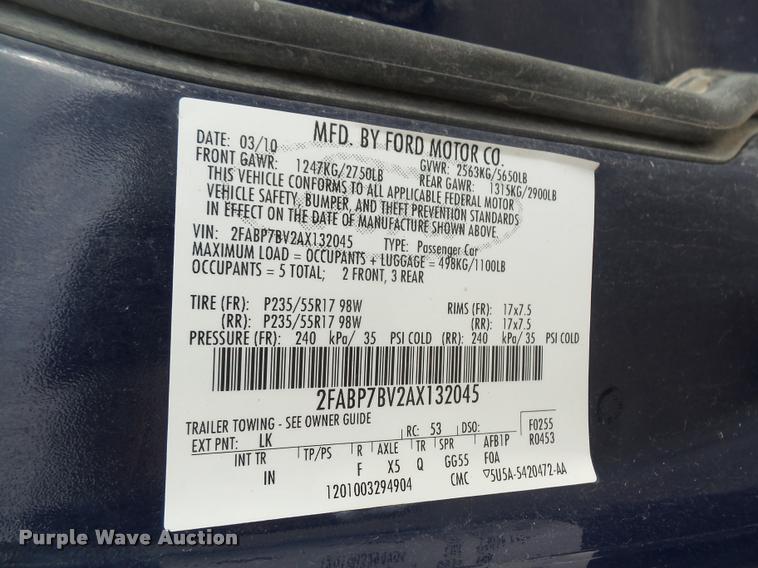 MFD. BY FORD MOTOR CO.
DATE: 03/10 GVWR: 2563KG/5650LB
FRONT GAWR: 1247KG/2750LB REAR GAWR: 1315KG/2900LB
THIS VEHICLE CONFORMS TO ALL APPLICABLE FEDERAL MOTOR
VEHICLE SAFETY, BUMPER, AND THEFT PREVENTION STANDARDS
IN EFFECT ON THE DATE OF MANUFACTURE SHOWN ABOVE.
VIN: 2FABP7BV2AX132045 TYPE: Passenger Car
MAXIMUM LOAD = OCCUPANTS + LUGGAGE = 498KG/1100LB
OCCUPANTS = 5 TOTAL; 2 FRONT, 3 REAR
TIRE (FR): P235/55R17 98W RIMS (FR): 17x7.5
(RR): P235/55R17 98W (RR): 17x7.5
PRESSURE (FR): 240 kPa/ 35 PSI COLD (RR): 240 kPa/ 35 PSI COLD
2FABP7BV2AX132045
TRAILER TOWING - SEE OWNER GUIDE
EXT PNT: LK RC: 53 DSO: F0255
R0453
INT TR TP/PS R AXLE TR SPR AFB1P
IN F X5 Q GG55 F0A
1201003294904 CMC ▽5U5A-5420472-AA
Purple Wave Auction